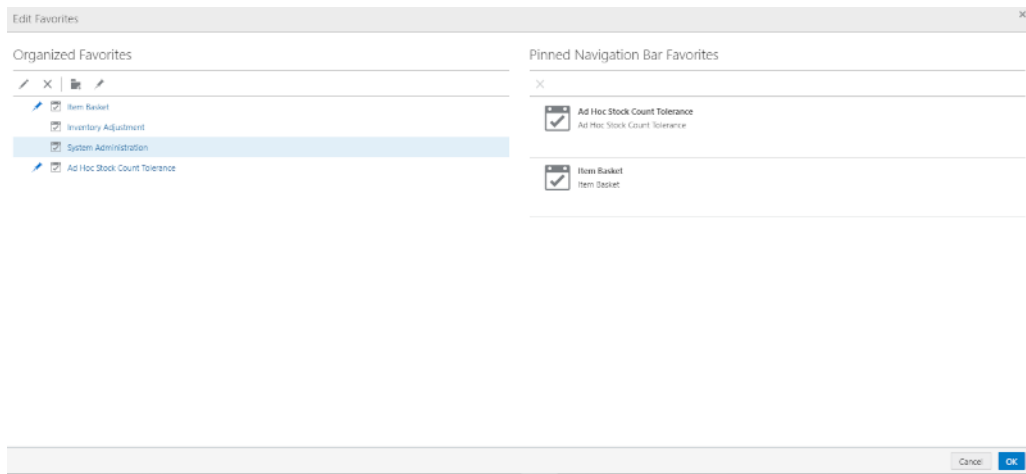 Edit Favorites
Organized Favorites
Item Basket
Inventory Adjustment
System Administration
Ad Hoc Stock Count Tolerance
Pinned Navigation Bar Favorites
Ad Hoc Stock Count Tolerance
Ad Hoc Stock Count Tolerance
Item Basket
Item Basket
Cancel
OK